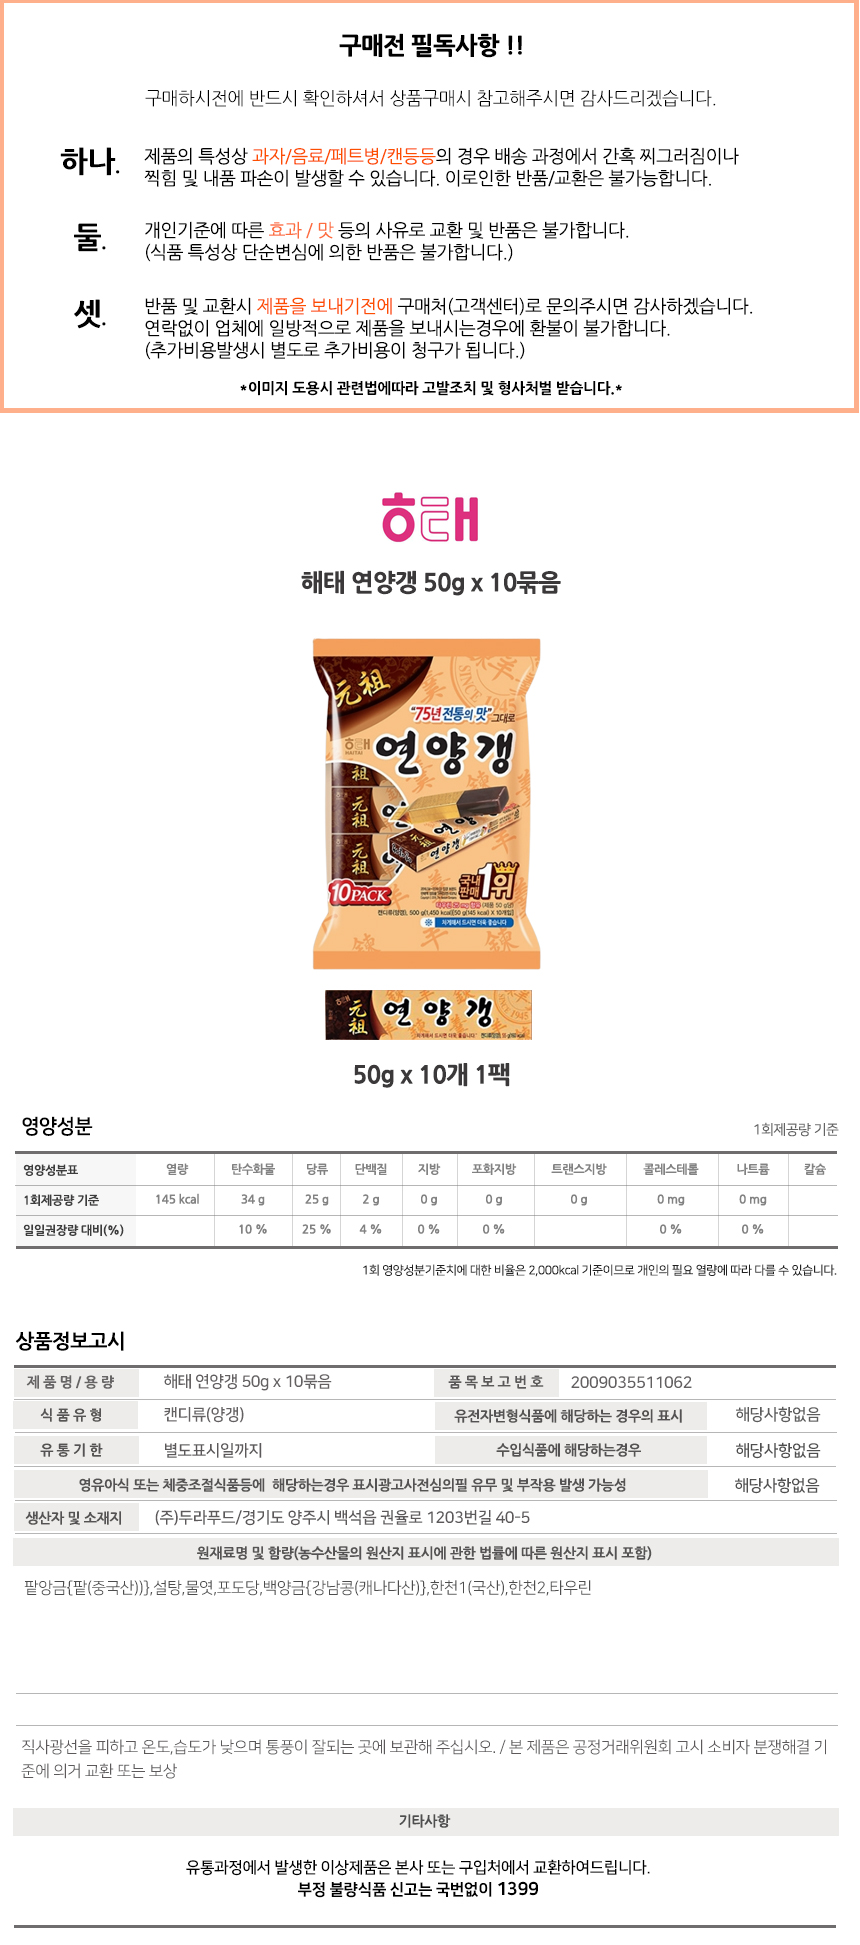 구매전 필독사항 !!
구매하시전에 반드시 확인하셔서 상품구매시 참고해주시면 감사드리겠습니다.
하나. 제품의 특성상 과자/음료/페트병/캔등등의 경우 배송 과정에서 간혹 찌그러짐이나
찍힘 및 내품 파손이 발생할 수 있습니다. 이로인한 반품/교환은 불가능합니다.
둘. 개인기준에 따른 효과 / 맛 등의 사유로 교환 및 반품은 불가합니다.
(식품 특성상 단순변심에 의한 반품은 불가합니다.)
셋. 반품 및 교환시 제품을 보내기전에 구매처(고객센터)로 문의주시면 감사하겠습니다.
연락없이 업체에 일방적으로 제품을 보내시는경우에 환불이 불가합니다.
(추가비용발생시 별도로 추가비용이 청구가 됩니다.)
*이미지 도용시 관련법에따라 고발조치 및 형사처벌 받습니다.*
해태
해태 연양갱 50g x 10묶음
元祖
SINCE 1945
"75년 전통의 맛" 그대로
해태
HAITAI
연양갱
元祖
元祖
元祖 연양갱
국내판매 1위
10PACK
캔디류(양갱), 500 g(1,450 kcal)[50 g(145 kcal) X 10개입]
차게해서 드시면 더욱 좋습니다
해태
元祖 연양갱
차게해서 드시면 더욱 좋습니다
50g x 10개 1팩
영양성분
1회제공량 기준
영양성분표 열량 탄수화물 당류 단백질 지방 포화지방 트랜스지방 콜레스테롤 나트륨 칼슘
1회제공량 기준 145 kcal 34 g 25 g 2 g 0 g 0 g 0 g 0 mg 0 mg
일일권장량 대비(%) 10 % 25 % 4 % 0 % 0 % 0 % 0 %
1회 영양성분기준치에 대한 비율은 2,000kcal 기준이므로 개인의 필요 열량에 따라 다를 수 있습니다.
상품정보고시
제 품 명 / 용 량 해태 연양갱 50g x 10묶음 품 목 보 고 번 호 2009035511062
식 품 유 형 캔디류(양갱) 유전자변형식품에 해당하는 경우의 표시 해당사항없음
유 통 기 한 별도표시일까지 수입식품에 해당하는경우 해당사항없음
영유아식 또는 체중조절식품등에 해당하는경우 표시광고사전심의필 유무 및 부작용 발생 가능성 해당사항없음
생산자 및 소재지 (주)두라푸드/경기도 양주시 백석읍 권율로 1203번길 40-5
원재료명 및 함량(농수산물의 원산지 표시에 관한 법률에 따른 원산지 표시 포함)
팥앙금{팥(중국산))},설탕,물엿,포도당,백양금{강남콩(캐나다산)},한천1(국산),한천2,타우린
직사광선을 피하고 온도,습도가 낮으며 통풍이 잘되는 곳에 보관해 주십시오. / 본 제품은 공정거래위원회 고시 소비자 분쟁해결 기
준에 의거 교환 또는 보상
기타사항
유통과정에서 발생한 이상제품은 본사 또는 구입처에서 교환하여드립니다.
부정 불량식품 신고는 국번없이 1399